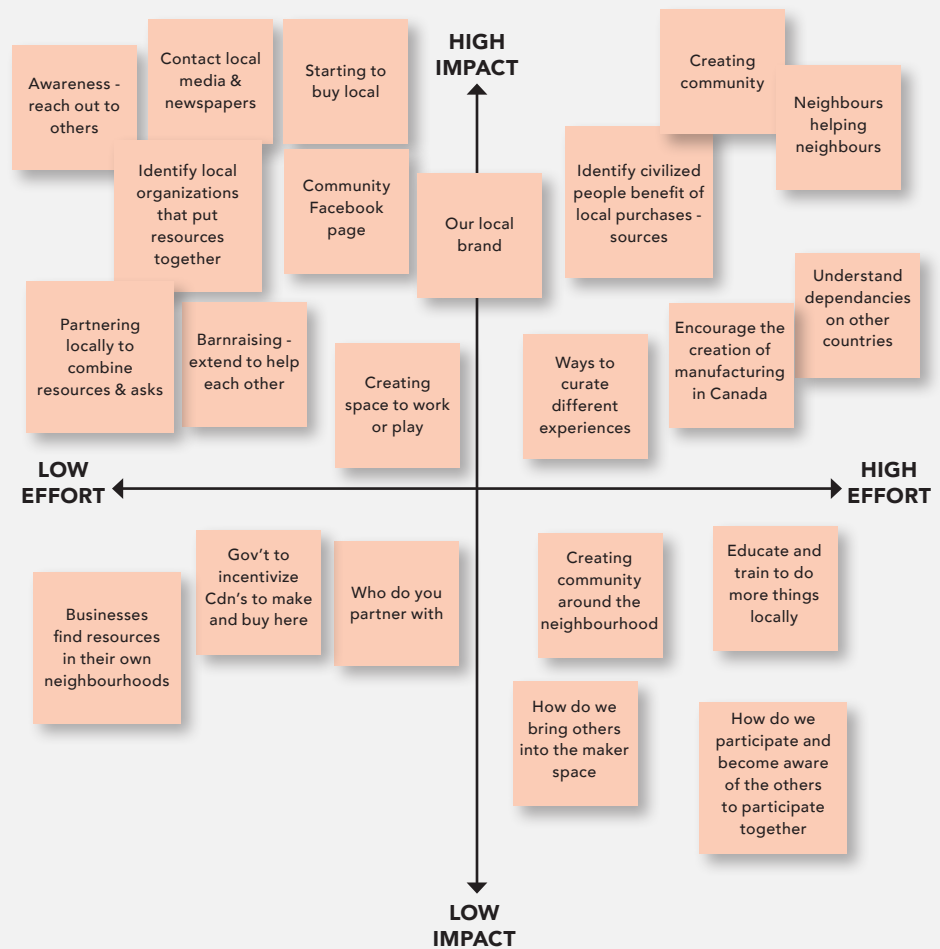 HIGH
IMPACT
Awareness -
reach out to
others
Contact local
media &
newspapers
Starting to
buy local
Creating
community
Neighbours
helping
neighbours
Identify local
organizations
that put
resources
together
Community
Facebook
page
Our local
brand
Identify civilized
people benefit of
local purchases -
sources
Understand
dependancies
on other
countries
Partnering
locally to
combine
resources & asks
Barnraising -
extend to help
each other
Creating
space to work
or play
Ways to
curate
different
experiences
Encourage the
creation of
manufacturing
in Canada
LOW
EFFORT
HIGH
EFFORT
Businesses
find resources
in their own
neighbourhoods
Gov't to
incentivize
Cdn's to make
and buy here
Who do you
partner with
Creating
community
around the
neighbourhood
Educate and
train to do
more things
locally
How do we
bring others
into the maker
space
How do we
participate and
become aware
of the others
to participate
together
LOW
IMPACT